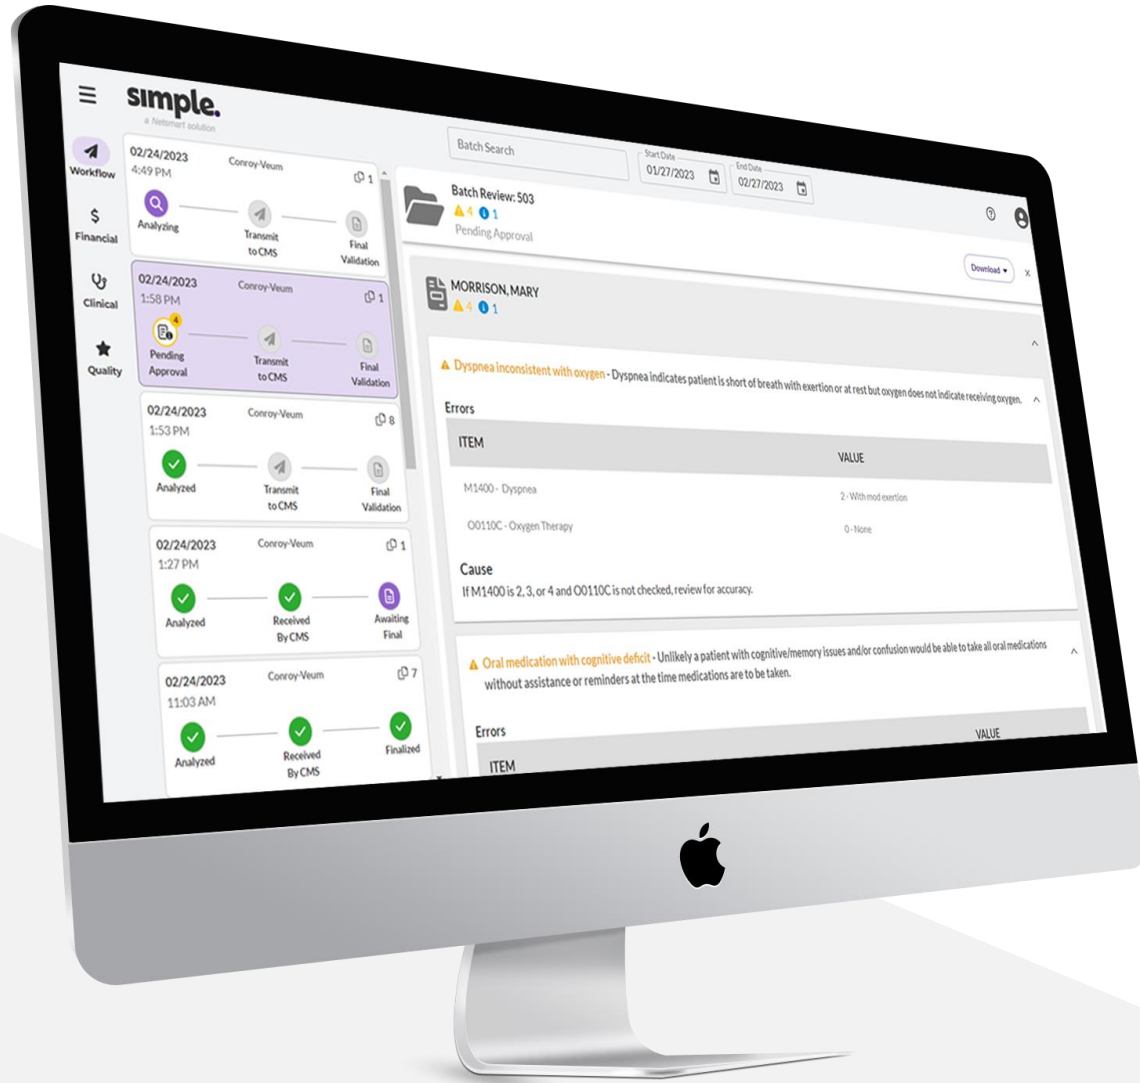 simple.
a Netsmart solution
Workflow
Financial
Clinical
Quality
02/24/2023
Conroy-Veum
1
4:49 PM
Analyzing
Transmit
to CMS
Final
Validation
02/24/2023
Conroy-Veum
1
1:58 PM
4
Pending
Approval
Transmit
to CMS
Final
Validation
02/24/2023
Conroy-Veum
8
1:53 PM
Analyzed
Transmit
to CMS
Final
Validation
02/24/2023
Conroy-Veum
1
1:27 PM
Analyzed
Received
By CMS
Awaiting
Final
02/24/2023
Conroy-Veum
7
11:03 AM
Analyzed
Received
By CMS
Finalized
Batch Search
Start Date
01/27/2023
End Date
02/27/2023
Batch Review: 503
4 1
Pending Approval
Download
x
MORRISON, MARY
4 1
Dyspnea inconsistent with oxygen - Dyspnea indicates patient is short of breath with exertion or at rest but oxygen does not indicate receiving oxygen.
Errors
ITEM VALUE
M1400 - Dyspnea 2 - With mod exertion
O0110C - Oxygen Therapy 0 - None
Cause
If M1400 is 2, 3, or 4 and O0110C is not checked, review for accuracy.
Oral medication with cognitive deficit - Unlikely a patient with cognitive/memory issues and/or confusion would be able to take all oral medications
without assistance or reminders at the time medications are to be taken.
Errors
ITEM VALUE